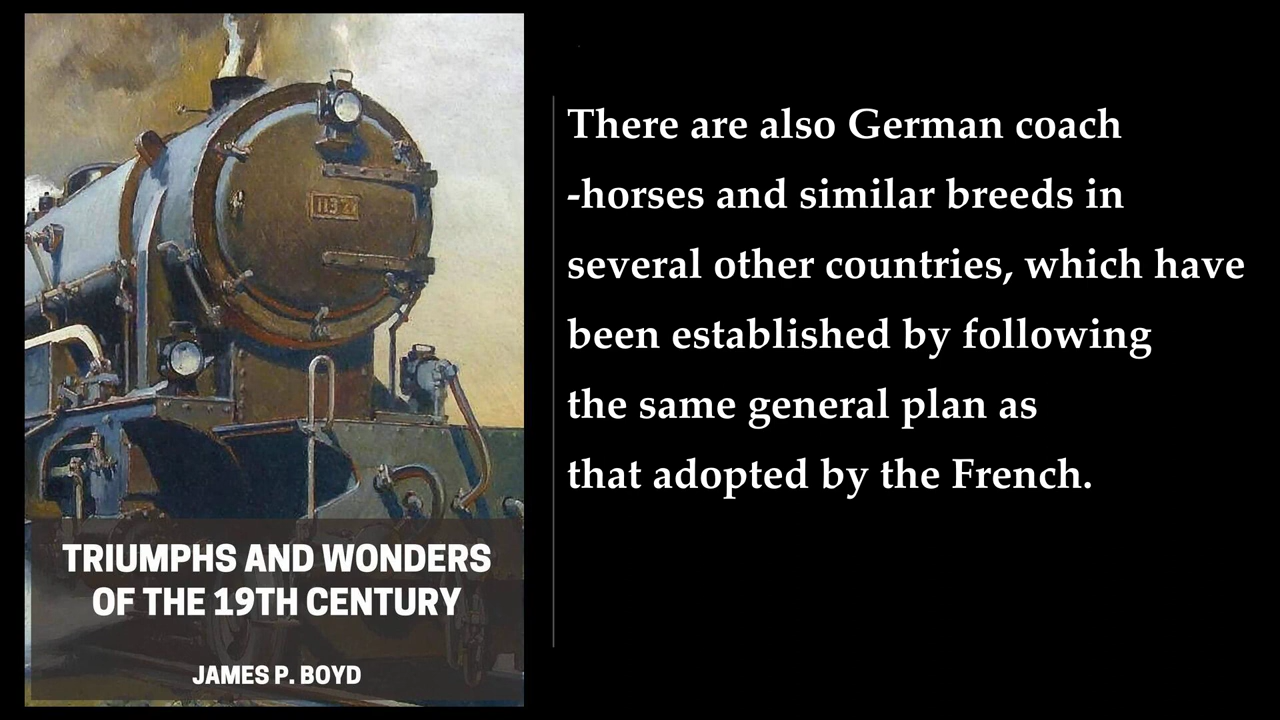 There are also German coach
-horses and similar breeds in
several other countries, which have
been established by following
the same general plan as
that adopted by the French.
TRIUMPHS AND WONDERS
OF THE 19TH CENTURY
JAMES P. BOYD